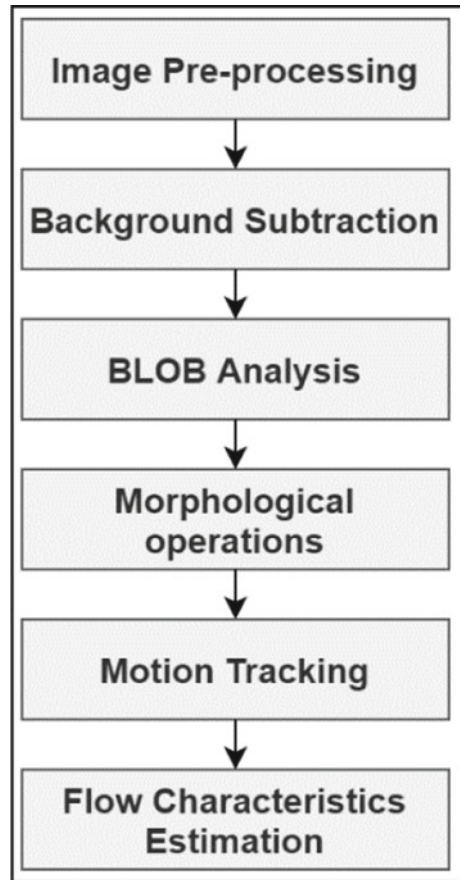 Image Pre-processing
Background Subtraction
BLOB Analysis
Morphological
operations
Motion Tracking
Flow Characteristics
Estimation